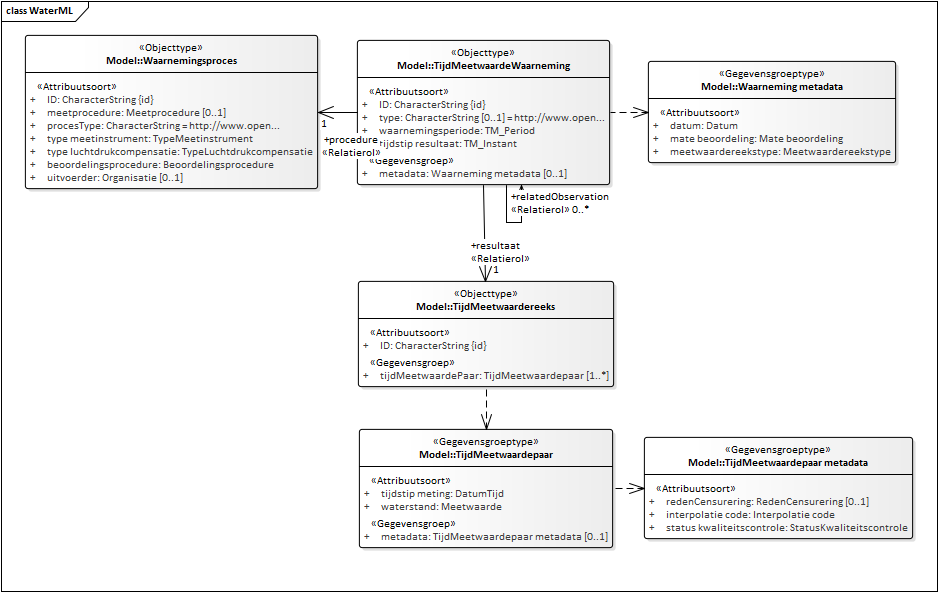 class WaterML
«Objecttype»
Model::Waarnemingsproces
«Attribuutsoort»
+ ID: CharacterString {id}
+ meetprocedure: Meetprocedure [0..1]
+ procesType: CharacterString = http://www.open...
+ type meetinstrument: TypeMeetinstrument
+ type luchtdrukcompensatie: TypeLuchtdrukcompensatie
+ beoordelingsprocedure: Beoordelingsprocedure
+ uitvoerder: Organisatie [0..1]
1
+procedure
«Relatierol»
«Objecttype»
Model::TijdMeetwaardeWaarneming
«Attribuutsoort»
+ ID: CharacterString {id}
+ type: CharacterString [0..1] = http://www.open...
+ waarnemingsperiode: TM_Period
tijdstip resultaat: TM_Instant
«Gegevensgroep»
+ metadata: Waarneming metadata [0..1]
«Gegevensgroeptype»
Model::Waarneming metadata
«Attribuutsoort»
+ datum: Datum
+ mate beoordeling: Mate beoordeling
+ meetwaardereekstype: Meetwaardereekstype
+relatedObservation
«Relatierol» 0..*
+resultaat
«Relatierol»
1
«Objecttype»
Model::TijdMeetwaardereeks
«Attribuutsoort»
+ ID: CharacterString {id}
«Gegevensgroep»
+ tijdMeetwaardePaar: TijdMeetwaardepaar [1..*]
«Gegevensgroeptype»
Model::TijdMeetwaardepaar
«Attribuutsoort»
+ tijdstip meting: DatumTijd
+ waterstand: Meetwaarde
«Gegevensgroep»
+ metadata: TijdMeetwaardepaar metadata [0..1]
«Gegevensgroeptype»
Model::TijdMeetwaardepaar metadata
«Attribuutsoort»
+ redenCensurering: RedenCensurering [0..1]
+ interpolatie code: Interpolatie code
+ status kwaliteitscontrole: StatusKwaliteitscontrole